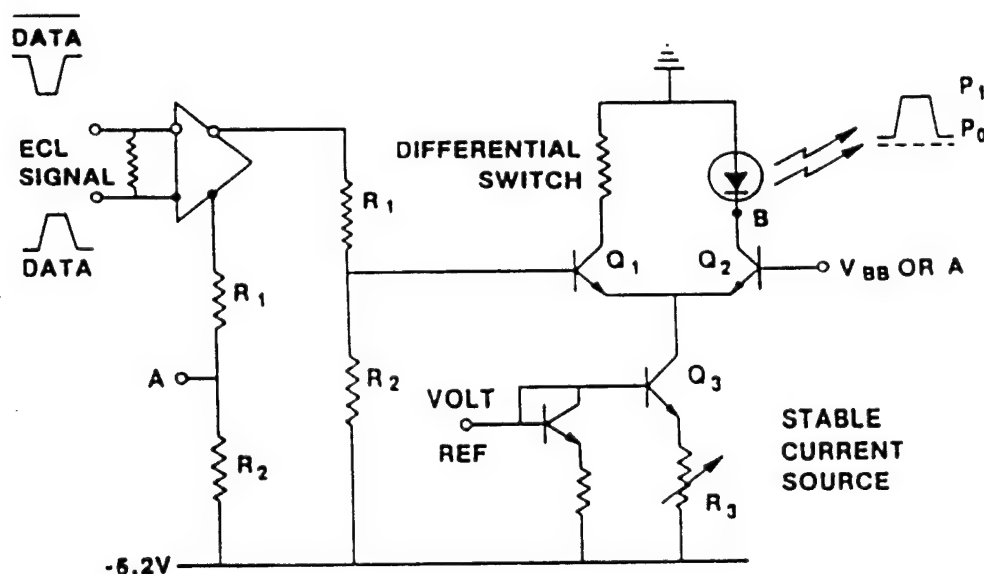 DATA
ECL
SIGNAL
DATA
R1
A
R2
R1
R2
DIFFERENTIAL
SWITCH
Q1
Q2
B
P1
P0
VBB OR A
VOLT
REF
Q3
R3
STABLE
CURRENT
SOURCE
-5.2V